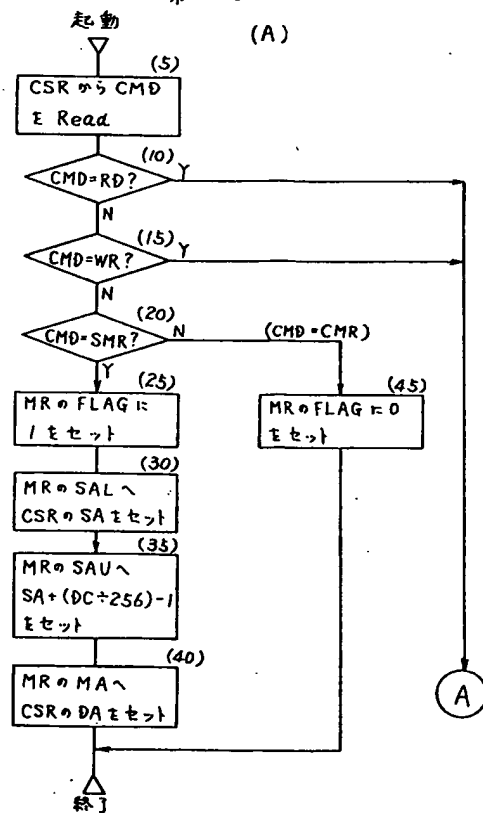 (A)
起動
(5)
CSRからCMD
をRead
(10)
CMD=RD?
Y
N
(15)
CMD=WR?
Y
N
(20)
CMD=SMR?
N
(CMD=CMR)
Y
(25)
MRのFLAGに
1をセット
(45)
MRのFLAGに0
をセット
(30)
MRのSALへ
CSRのSAをセット
(35)
MRのSAUへ
SA+(DC÷256)-1
をセット
(40)
MRのMAへ
CSRのDAをセット
A
終了